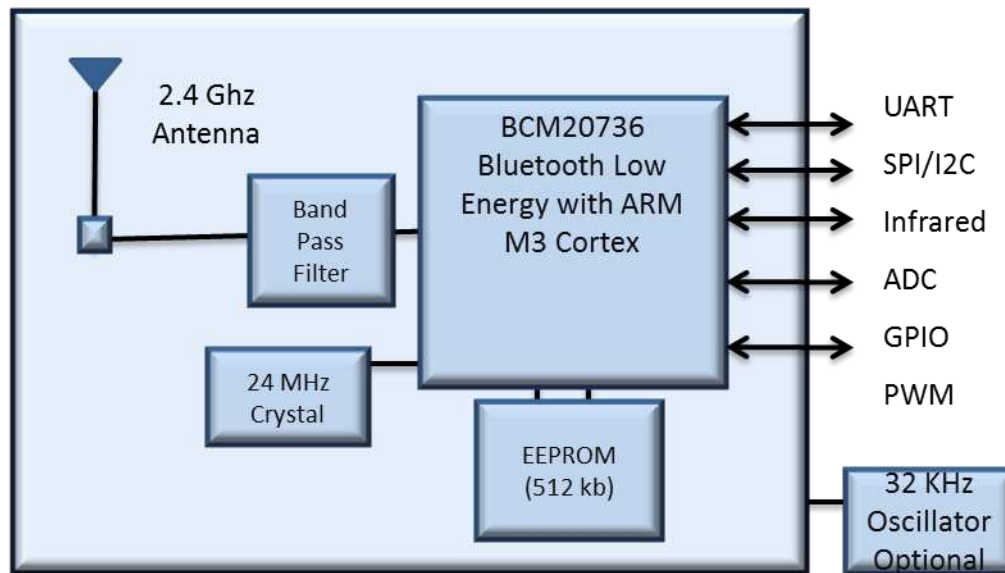 2.4 Ghz
Antenna
BCM20736
Bluetooth Low
Energy with ARM
M3 Cortex
Band
Pass
Filter
24 MHz
Crystal
EEPROM
(512 kb)
UART
SPI/I2C
Infrared
ADC
GPIO
PWM
32 KHz
Oscillator
Optional